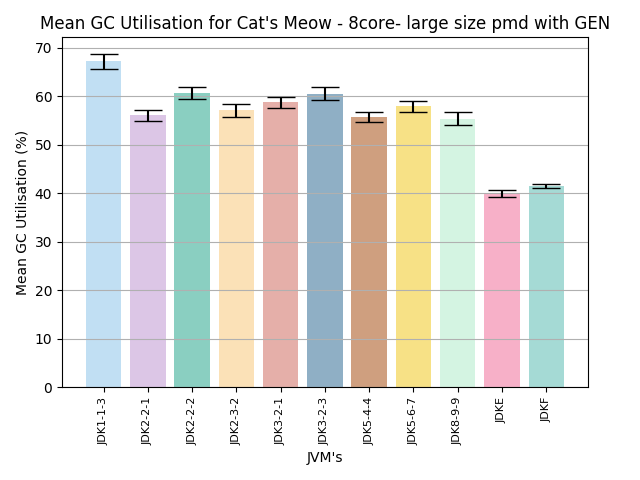 Mean GC Utilisation for Cat's Meow - 8core- large size pmd with GEN
Mean GC Utilisation (%)
70
60
50
40
30
20
10
0
JDK1-1-3
JDK2-2-1
JDK2-2-2
JDK2-3-2
JDK3-2-1
JDK3-2-3
JDK5-4-4
JDK5-6-7
JDK8-9-9
JDKE
JDKF
JVM's